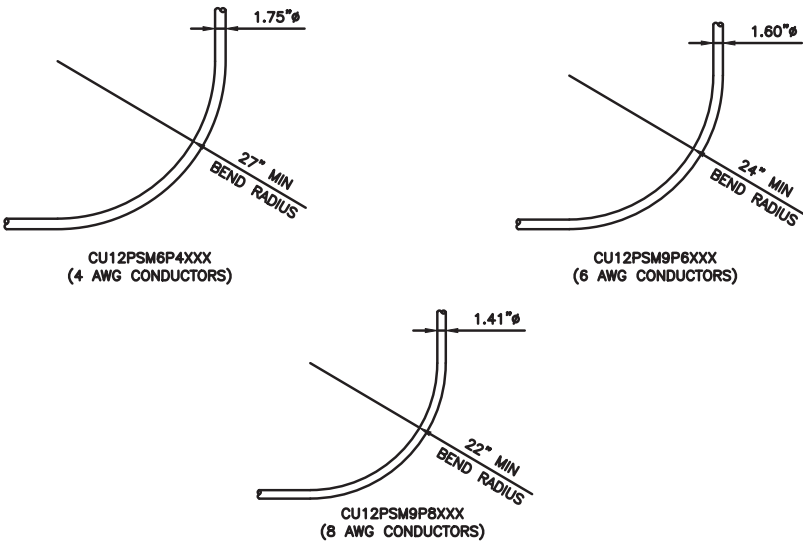 1.75"ø
27" MIN
BEND RADIUS
CU12PSM6P4XXX
(4 AWG CONDUCTORS)
1.60"ø
24" MIN
BEND RADIUS
CU12PSM9P6XXX
(6 AWG CONDUCTORS)
1.41"ø
22" MIN
BEND RADIUS
CU12PSM9P8XXX
(8 AWG CONDUCTORS)